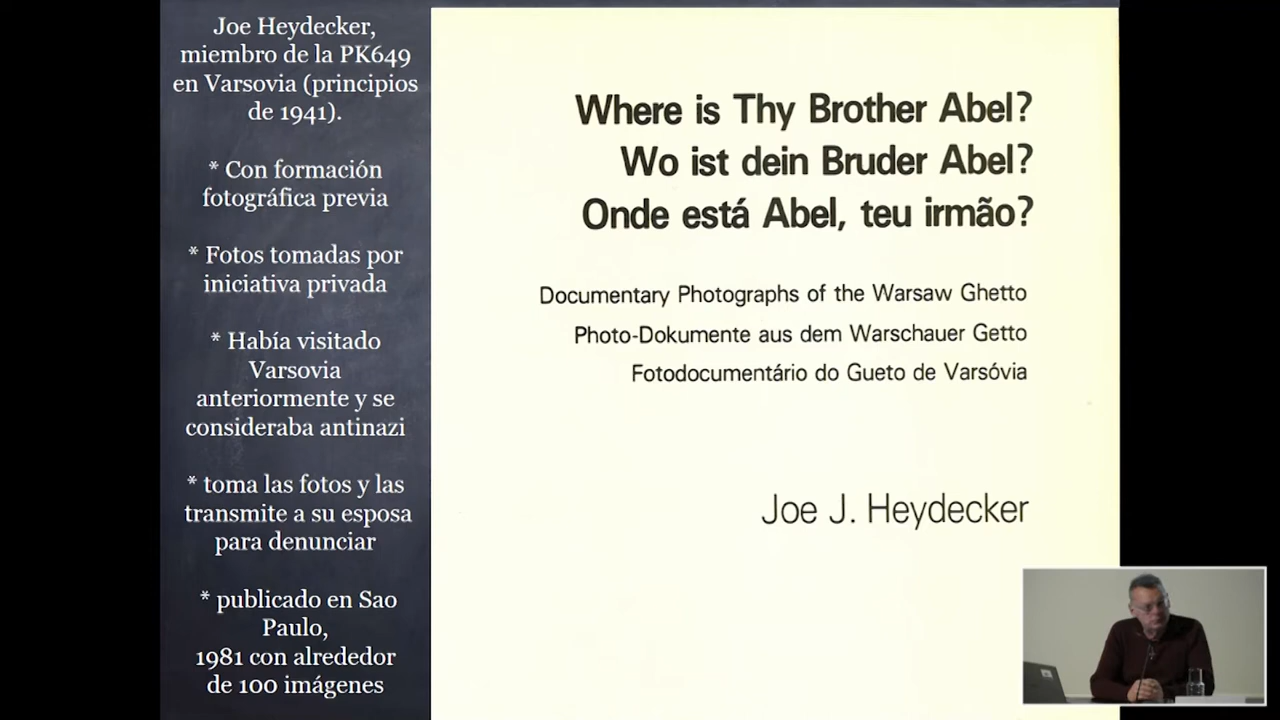 Joe Heydecker,
miembro de la PK649
en Varsovia (principios
de 1941).
* Con formación
fotográfica previa
* Fotos tomadas por
iniciativa privada
* Había visitado
Varsovia
anteriormente y se
consideraba antinazi
* toma las fotos y las
transmite a su esposa
para denunciar
* publicado en Sao
Paulo,
1981 con alrededor
de 100 imágenes
Where is Thy Brother Abel?
Wo ist dein Bruder Abel?
Onde está Abel, teu irmão?
Documentary Photographs of the Warsaw Ghetto
Photo-Dokumente aus dem Warschauer Getto
Fotodocumentário do Gueto de Varsóvia
Joe J. Heydecker